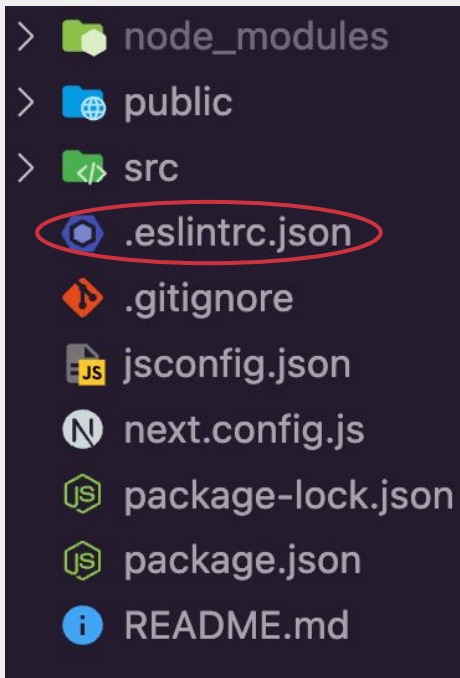 node_modules
public
src
.eslintrc.json
.gitignore
jsconfig.json
next.config.js
package-lock.json
package.json
README.md